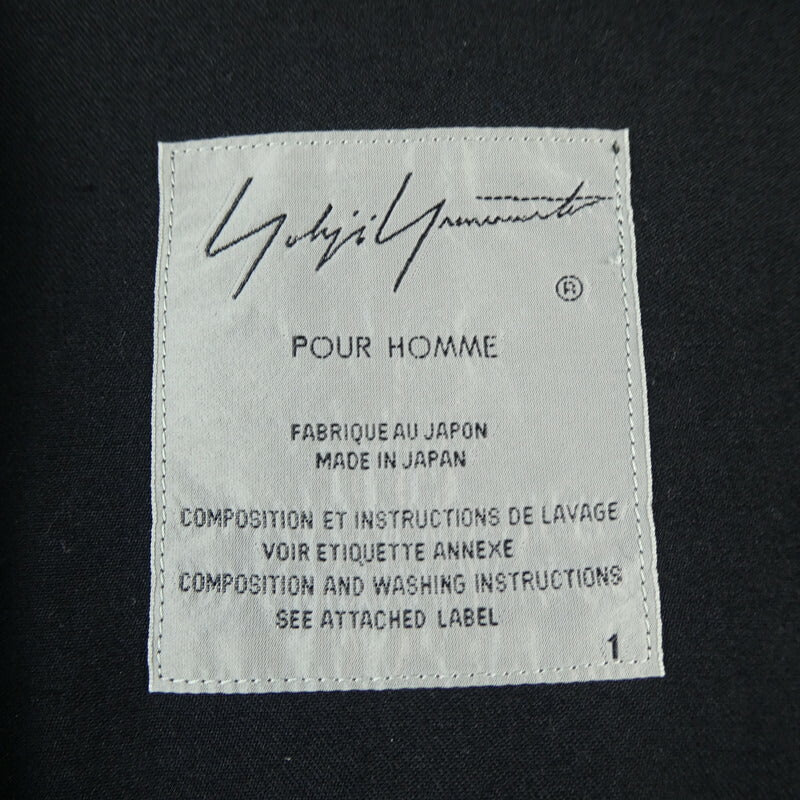 Yohji Yamamoto
®
POUR HOMME
FABRIQUE AU JAPON
MADE IN JAPAN
COMPOSITION ET INSTRUCTIONS DE LAVAGE
VOIR ETIQUETTE ANNEXE
COMPOSITION AND WASHING INSTRUCTIONS
SEE ATTACHED LABEL
1